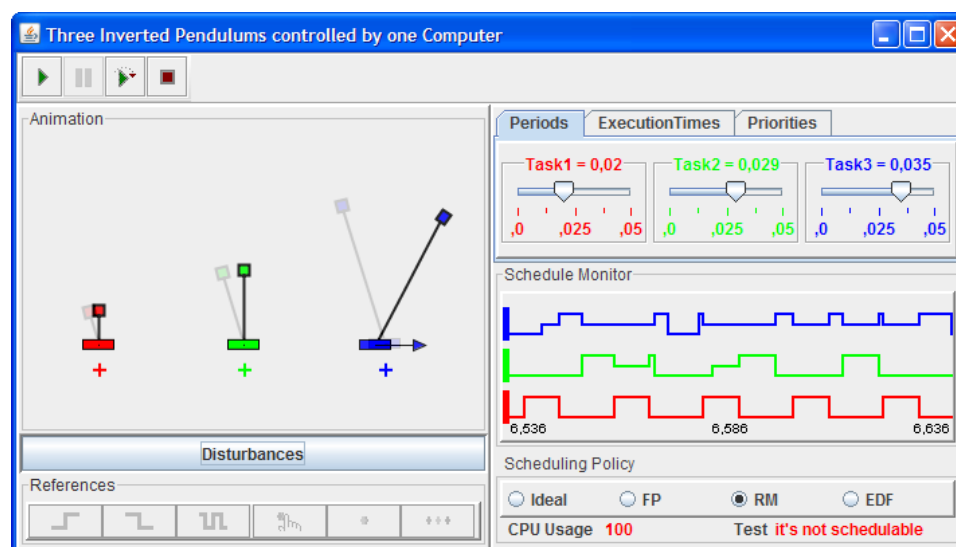 Three Inverted Pendulums controlled by one Computer
Animation
Periods ExecutionTimes Priorities
Task1 = 0,02 Task2 = 0,029 Task3 = 0,035
,0 ,025 ,05 ,0 ,025 ,05 ,0 ,025 ,05
Schedule Monitor
6,536 6,586 6,636
Disturbances
Scheduling Policy
References
Ideal FP RM EDF
CPU Usage 100 Test it's not schedulable